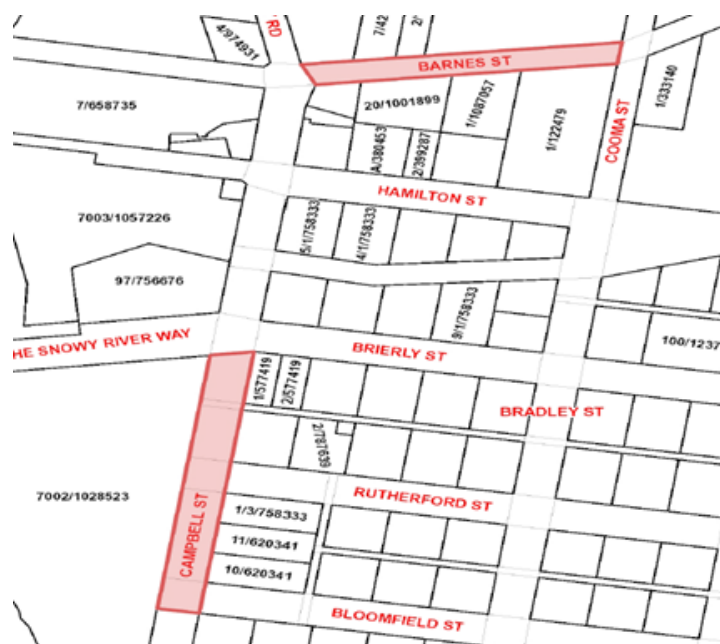 RD
4/974931
7/42
2/
BARNES ST
7/658735
20/1001899
1/1087057
1/122479
1/333140
COOMA ST
A/380453
2/399287
HAMILTON ST
7003/1057226
5/1/758333
4/1/758333
97/756676
9/1/758333
HE SNOWY RIVER WAY
BRIERLY ST
100/1237
1/577419
2/577419
BRADLEY ST
2/787639
7002/1028523
CAMPBELL ST
RUTHERFORD ST
1/3/758333
11/620341
10/620341
BLOOMFIELD ST